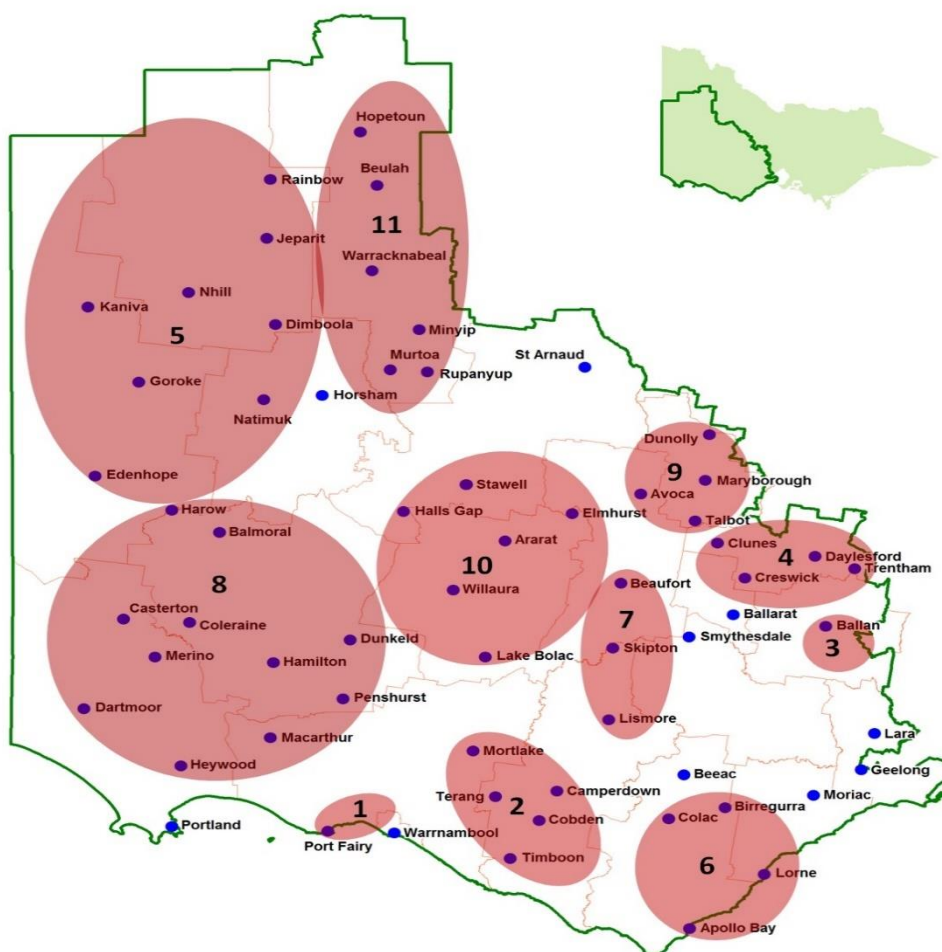 Hopetoun
Beulah
Rainbow
11
Jeparit
Warracknabeal
Nhill
Kaniva
Dimboola
Minyip
5
St Arnaud
Murtoa
Rupanyup
Goroke
Horsham
Natimuk
Dunolly
9
Edenhope
Stawell
Maryborough
Avoca
Harow
Halls Gap
Elmhurst
Talbot
Balmoral
Ararat
Clunes
4
Daylesford
10
Trentham
8
Willaura
Beaufort
Creswick
Casterton
Coleraine
7
Ballarat
Ballan
Dunkeld
Smythesdale
3
Merino
Hamilton
Lake Bolac
Skipton
Penshurst
Dartmoor
Lismore
Macarthur
Lara
Mortlake
Heywood
Geelong
Beeac
Terang
Camperdown
Moriac
1
2
Birregurra
Portland
Warrnambool
Cobden
Colac
Port Fairy
Timboon
6
Lorne
Apollo Bay